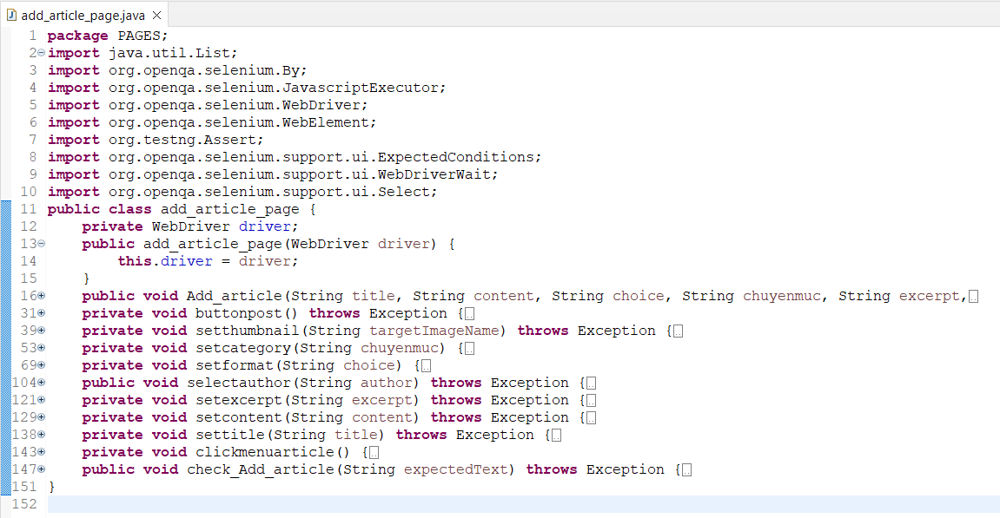 add_article_page.java
1 package PAGES;
2 import java.util.List;
3 import org.openqa.selenium.By;
4 import org.openqa.selenium.JavascriptExecutor;
5 import org.openqa.selenium.WebDriver;
6 import org.openqa.selenium.WebElement;
7 import org.testng.Assert;
8 import org.openqa.selenium.support.ui.ExpectedConditions;
9 import org.openqa.selenium.support.ui.WebDriverWait;
10 import org.openqa.selenium.support.ui.Select;
11 public class add_article_page {
12 private WebDriver driver;
13 public add_article_page(WebDriver driver) {
14 this.driver = driver;
15 }
16 public void Add_article(String title, String content, String choice, String chuyenmuc, String excerpt,
31 private void buttonpost() throws Exception {
39 private void setthumbnail(String targetImageName) throws Exception {
53 private void setcategory(String chuyenmuc) {
69 private void setformat(String choice) {
104 public void selectauthor(String author) throws Exception {
121 private void setexcerpt(String excerpt) throws Exception {
129 private void setcontent(String content) throws Exception {
138 private void settitle(String title) throws Exception {
143 private void clickmenuarticle() {
147 public void check_Add_article(String expectedText) throws Exception {
151 }
152